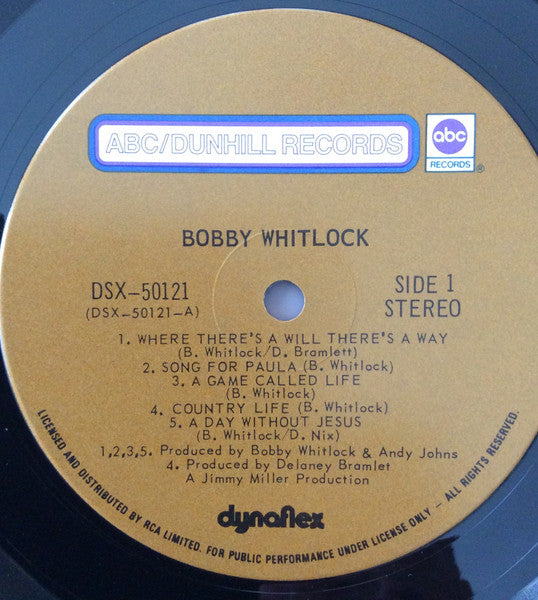 ABC/DUNHILL RECORDS
abc
RECORDS
®
BOBBY WHITLOCK
DSX-50121
(DSX-50121-A)
SIDE 1
STEREO
1. WHERE THERE'S A WILL THERE'S A WAY
(B. Whitlock/D. Bramlett)
2. SONG FOR PAULA (B. Whitlock)
3. A GAME CALLED LIFE
(B. Whitlock)
4. COUNTRY LIFE (B. Whitlock)
5. A DAY WITHOUT JESUS
(B. Whitlock/D. Nix)
1,2,3,5. Produced by Bobby Whitlock & Andy Johns
4. Produced by Delaney Bramlet
A Jimmy Miller Production
dynaflex
LICENSED AND DISTRIBUTED BY RCA LIMITED. FOR PUBLIC PERFORMANCE UNDER LICENSE ONLY - ALL RIGHTS RESERVED.